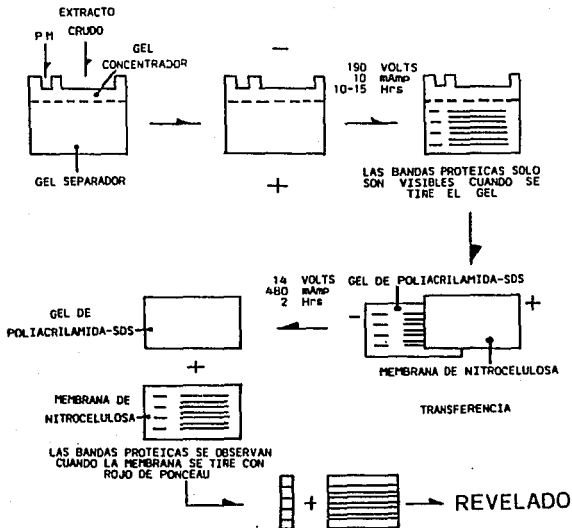 EXTRACTO
CRUDO
PM
GEL
CONCENTRADOR
GEL SEPARADOR
−
+
190 VOLTS
10 mAmp
10-15 Hrs
LAS BANDAS PROTEICAS SOLO
SON VISIBLES CUANDO SE
TIÑE EL GEL
14 VOLTS
480 mAmp
2 Hrs
GEL DE POLIACRILAMIDA-SDS
−
+
MEMBRANA DE NITROCELULOSA
TRANSFERENCIA
GEL DE
POLIACRILAMIDA-SDS
+
MEMBRANA DE
NITROCELULOSA
LAS BANDAS PROTEICAS SE OBSERVAN
CUANDO LA MEMBRANA SE TIÑE CON
ROJO DE PONCEAU
+
REVELADO